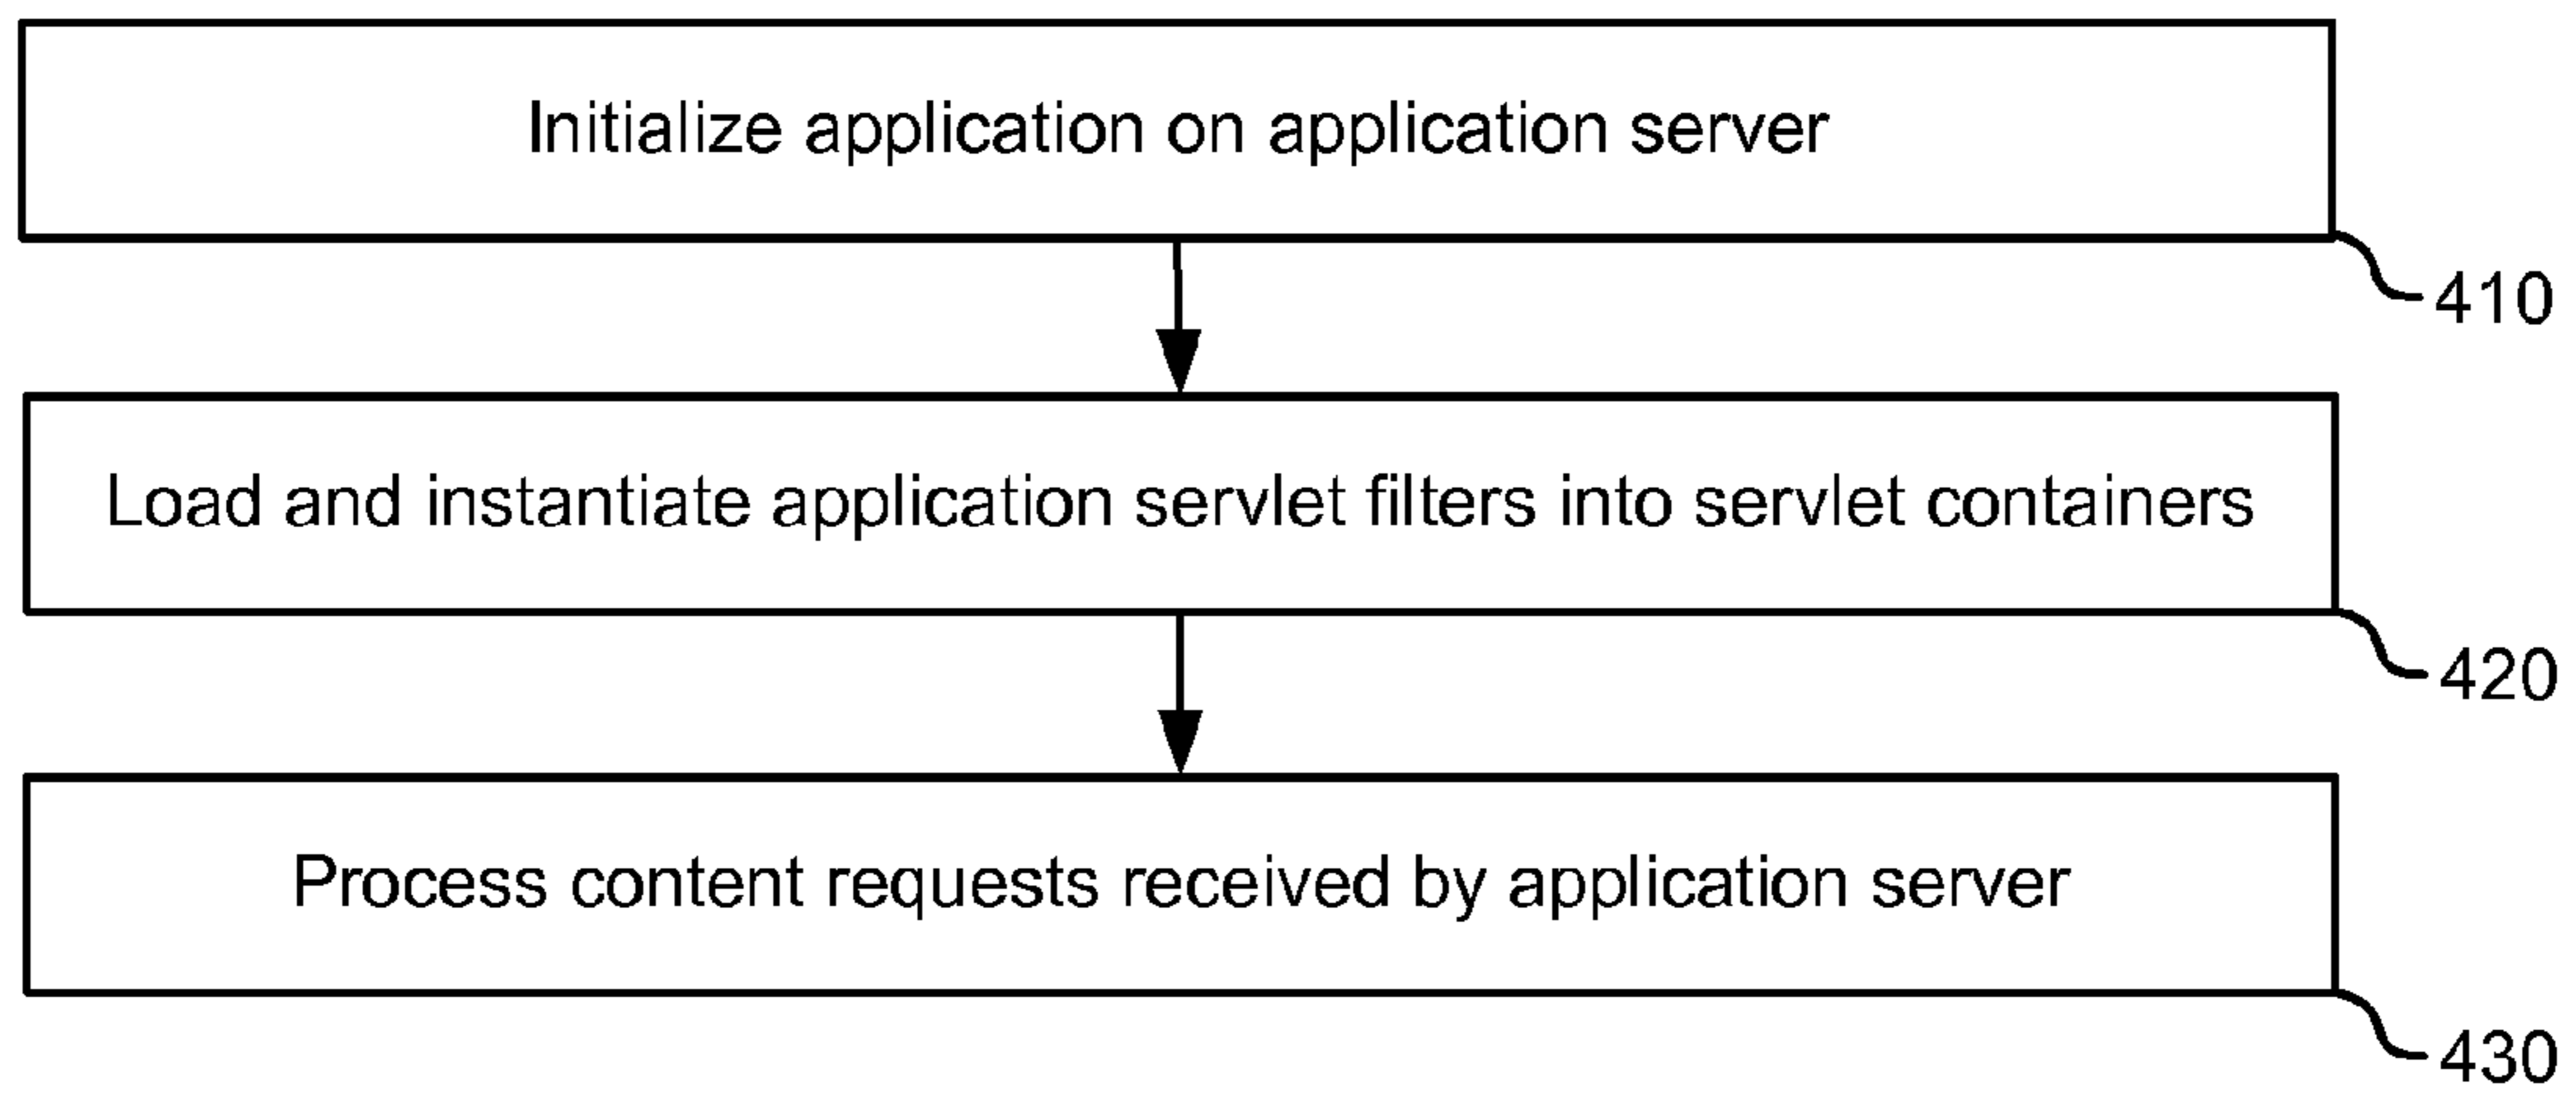 Initialize application on application server
410
Load and instantiate application servlet filters into servlet containers
420
Process content requests received by application server
430